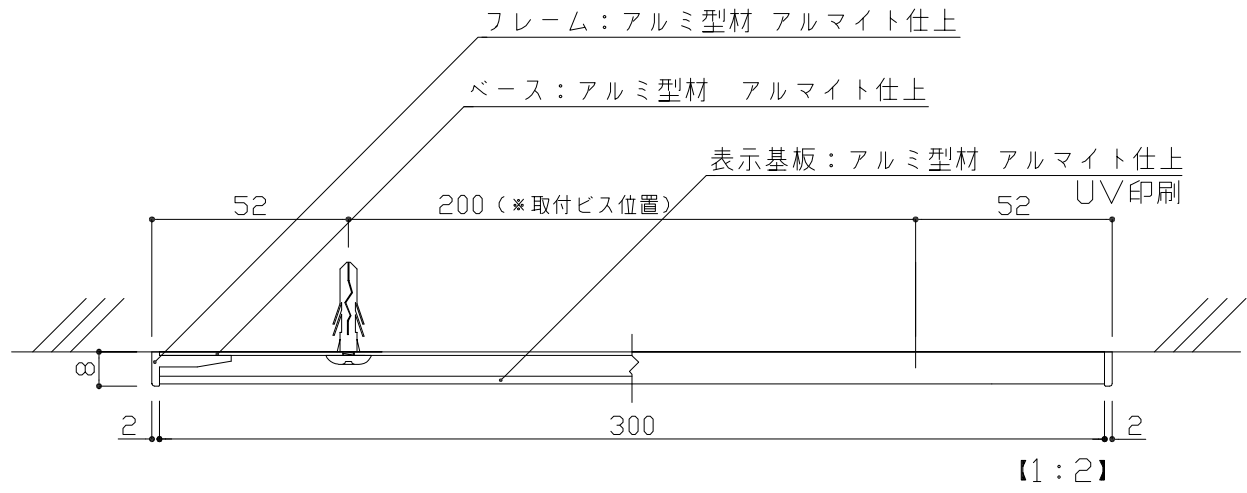 フレーム：アルミ型材 アルマイト仕上
ベース：アルミ型材　アルマイト仕上
表示基板：アルミ型材 アルマイト仕上
UV印刷
52
200（※取付ビス位置）
52
8
2
300
2
【1：2】